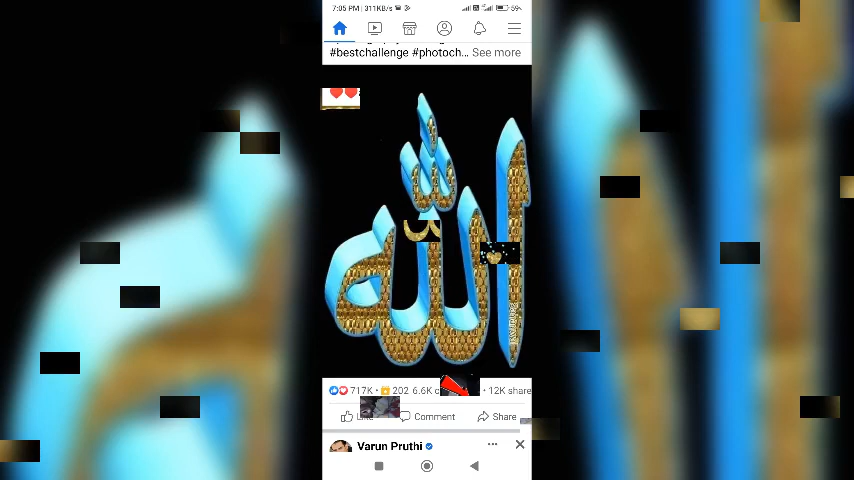 7:05 PM | 311KB/s
59%
#bestchallenge #photoch... See more
الله
717K • 202 6.6K c • 12K share
Comment
Share
Varun Pruthi